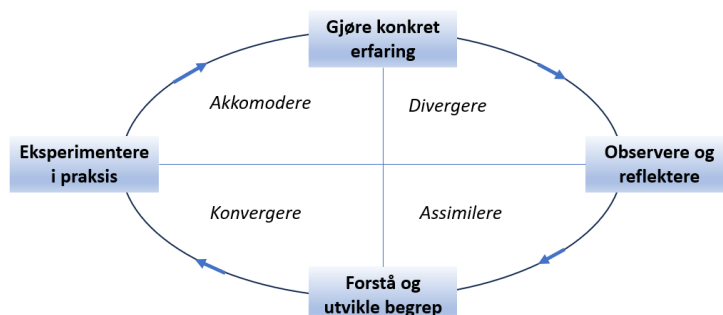 Gjøre konkret
erfaring
Akkomodere
Divergere
Eksperimentere
i praksis
Observere og
reflektere
Konvergere
Assimilere
Forstå og
utvikle begrep